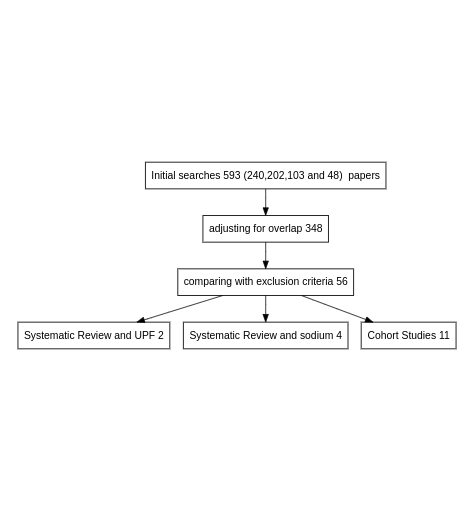 Initial searches 593 (240,202,103 and 48)  papers
adjusting for overlap 348
comparing with exclusion criteria 56
Systematic Review and UPF 2
Systematic Review and sodium 4
Cohort Studies 11